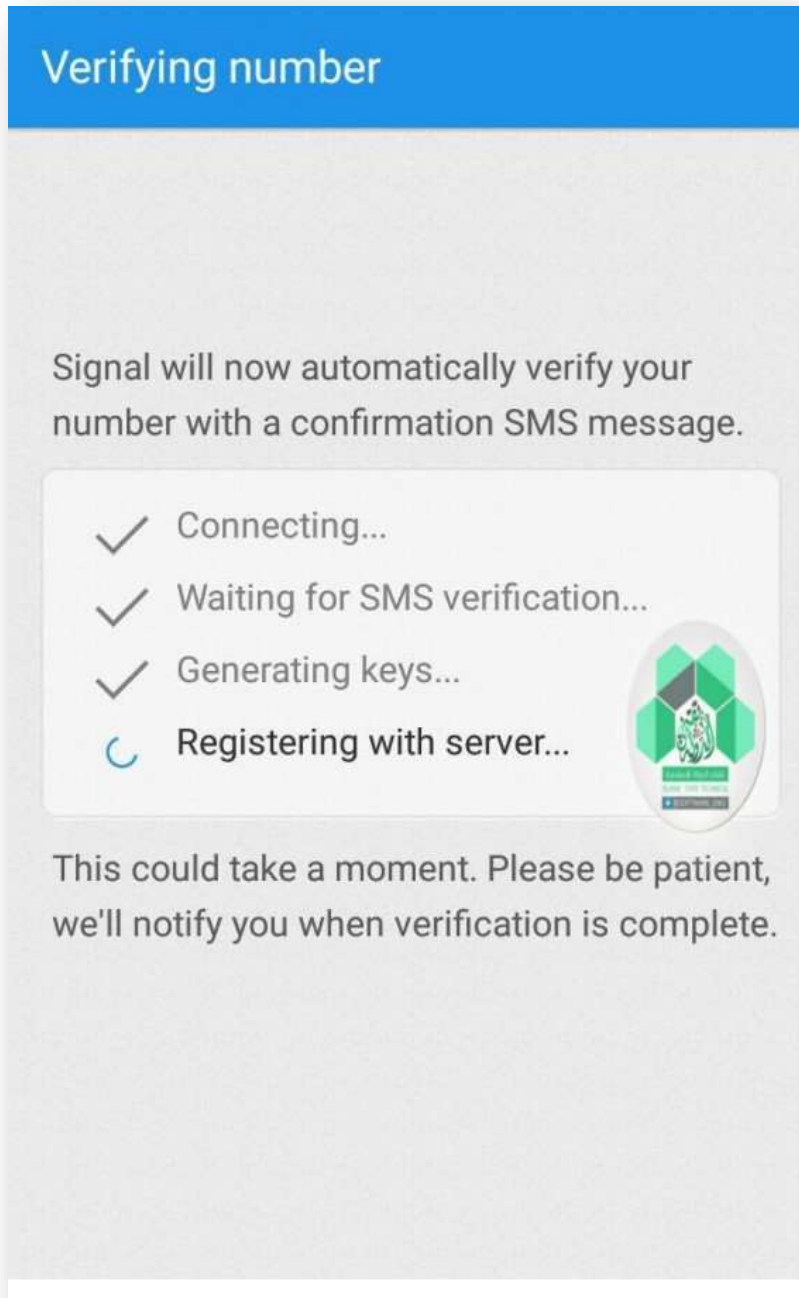 Verifying number
Signal will now automatically verify your
number with a confirmation SMS message.
Connecting...
Waiting for SMS verification...
Generating keys...
Registering with server...
This could take a moment. Please be patient,
we'll notify you when verification is complete.